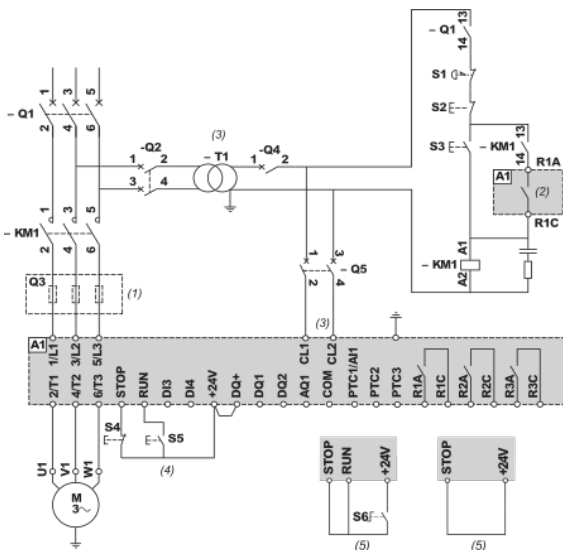 1 3 5
– Q1
2 4 6
-Q2
1 2
3 4
(3)
– T1
-Q4
1 2
13
– Q1
14
S1
S2
S3
13
– KM1
14
R1A
A1
(2)
R1C
A1
– KM1
A2
1 3 5
– KM1
2 4 6
1 3
– Q5
2 4
Q3
(1)
(3)
A1
1/L1 3/L2 5/L3 CL1 CL2
2/T1 4/T2 6/T3 STOP RUN DI3 DI4 +24V DQ+ DQ1 DQ2 AQ1 COM PTC1/AI1 PTC2 PTC3 R1A R1C R2A R2C R3A R3C
S4 S5
(4)
U1 V1 W1
M
3
STOP RUN +24V
S6
(5)
STOP +24V
(5)